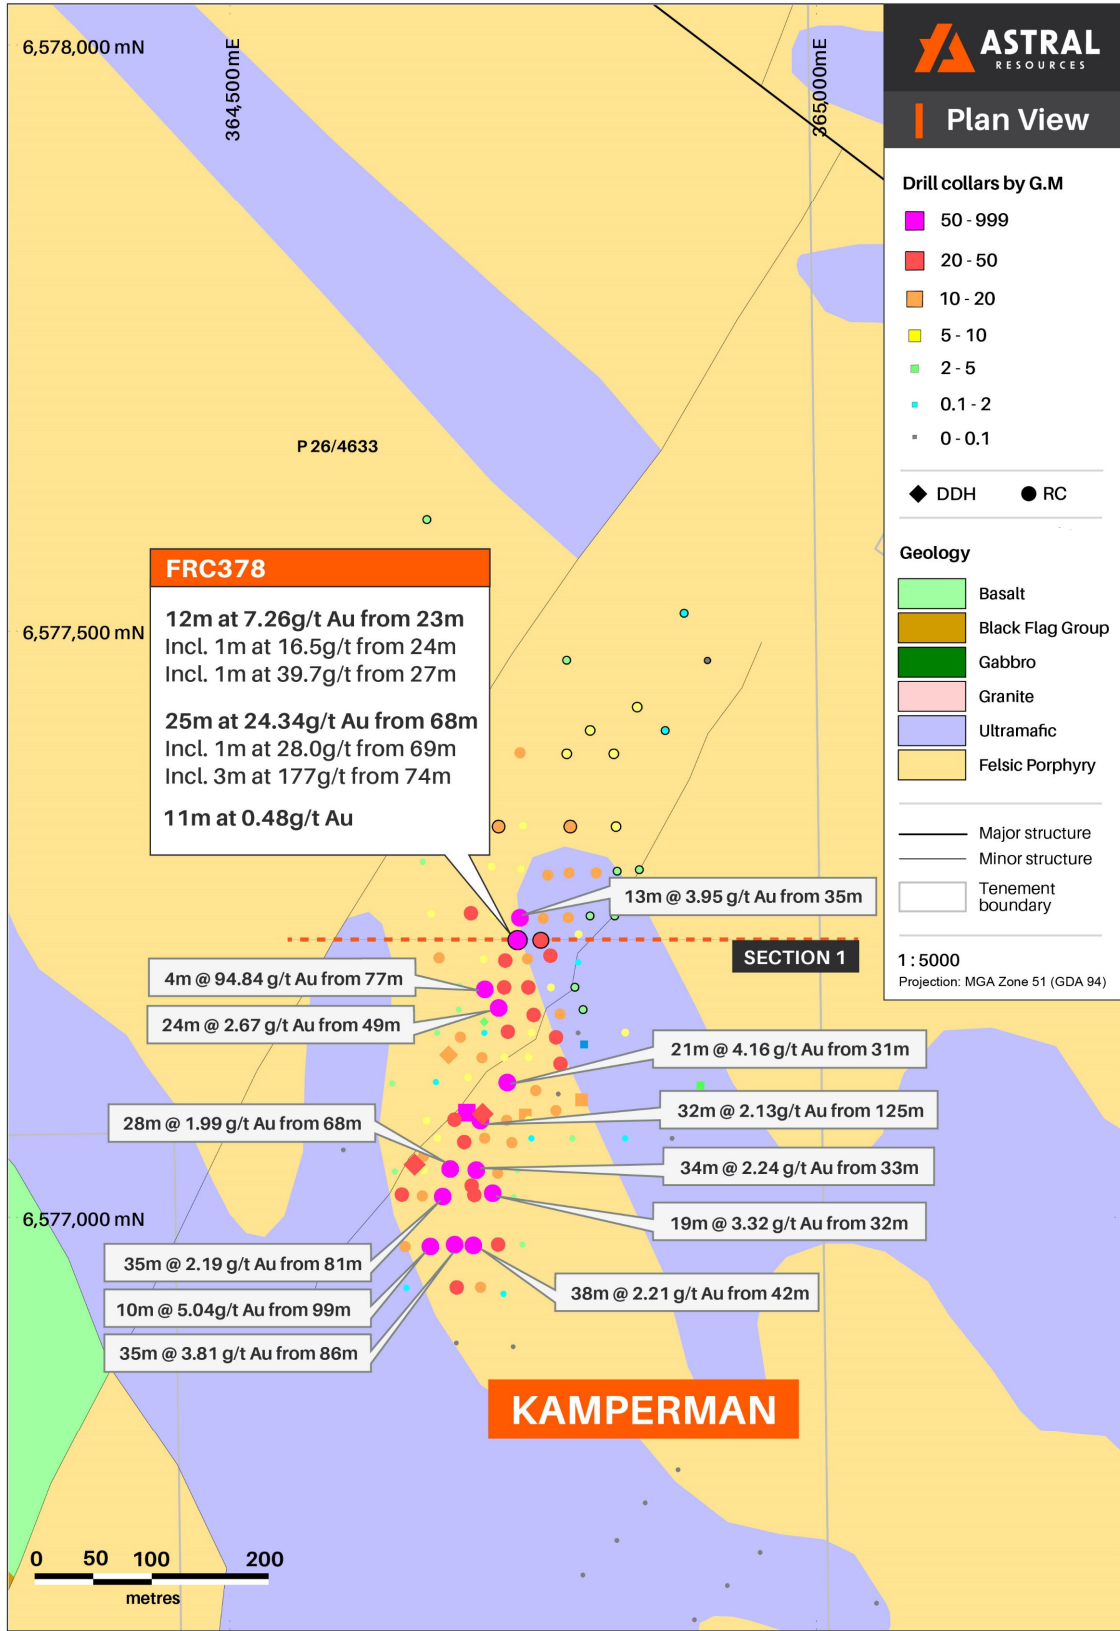 6,578,000 mN
364,500mE
365,000mE
ASTRAL
RESOURCES
Plan View
Drill collars by G.M
50 - 999
20 - 50
10 - 20
5 - 10
2 - 5
0.1 - 2
0 - 0.1
DDH
RC
Geology
Basalt
Black Flag Group
Gabbro
Granite
Ultramafic
Felsic Porphyry
Major structure
Minor structure
Tenement
boundary
1 : 5000
Projection: MGA Zone 51 (GDA 94)
P 26/4633
6,577,500 mN
FRC378
12m at 7.26g/t Au from 23m
Incl. 1m at 16.5g/t from 24m
Incl. 1m at 39.7g/t from 27m
25m at 24.34g/t Au from 68m
Incl. 1m at 28.0g/t from 69m
Incl. 3m at 177g/t from 74m
11m at 0.48g/t Au
13m @ 3.95 g/t Au from 35m
SECTION 1
4m @ 94.84 g/t Au from 77m
24m @ 2.67 g/t Au from 49m
21m @ 4.16 g/t Au from 31m
32m @ 2.13g/t Au from 125m
28m @ 1.99 g/t Au from 68m
34m @ 2.24 g/t Au from 33m
19m @ 3.32 g/t Au from 32m
6,577,000 mN
35m @ 2.19 g/t Au from 81m
38m @ 2.21 g/t Au from 42m
10m @ 5.04g/t Au from 99m
35m @ 3.81 g/t Au from 86m
KAMPERMAN
0 50 100 200
metres